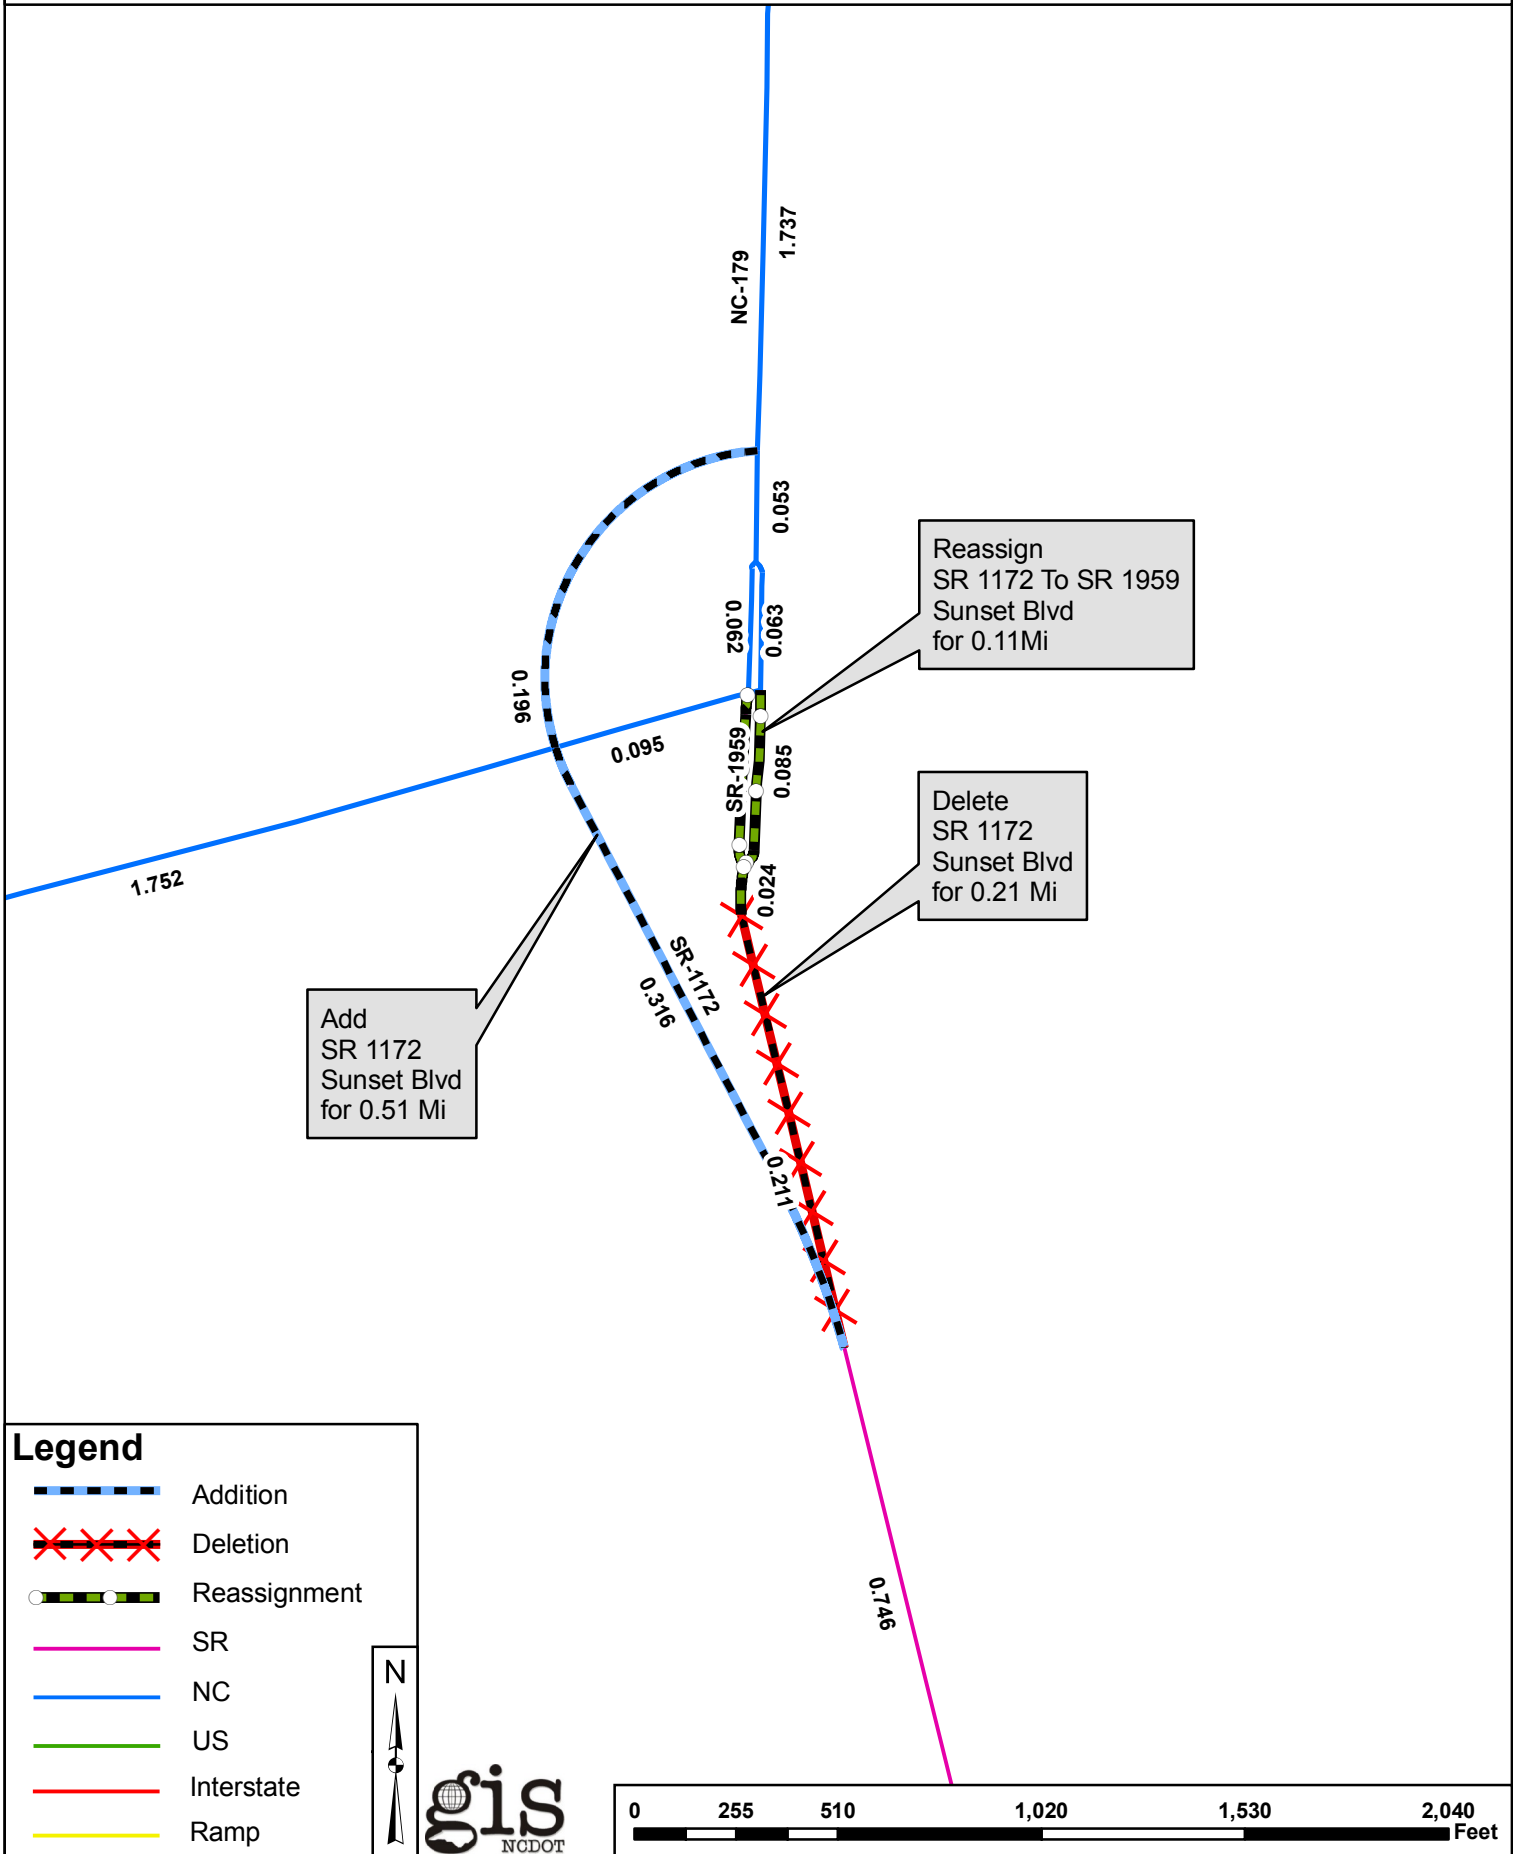 1.737
NC-179
0.053
Reassign
SR 1172 To SR 1959
Sunset Blvd
for 0.11Mi
0.062
0.063
0.196
0.095
SR-1959
0.085
Delete
SR 1172
Sunset Blvd
for 0.21 Mi
1.752
0.024
SR-1172
0.316
Add
SR 1172
Sunset Blvd
for 0.51 Mi
0.211
0.746
Legend
Addition
Deletion
Reassignment
SR
NC
US
Interstate
Ramp
N
gis
NCDOT
0 255 510 1,020 1,530 2,040
Feet